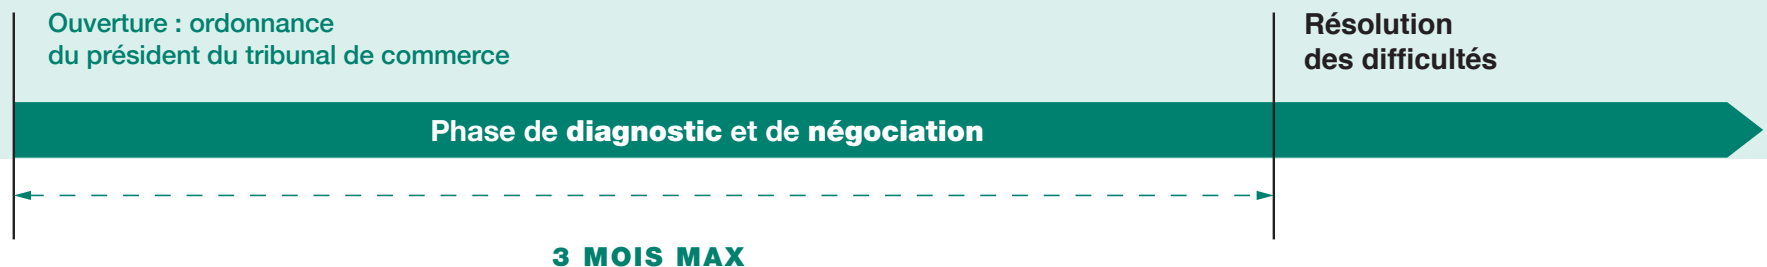 Ouverture : ordonnance
du président du tribunal de commerce
Résolution
des difficultés
Phase de diagnostic et de négociation
3 MOIS MAX